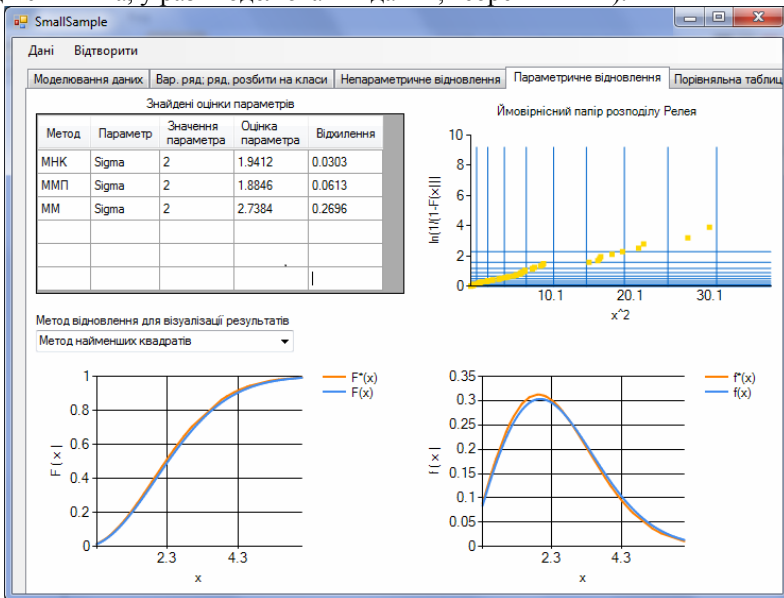 SmallSample
Дані Відтворити
Моделювання даних Вар. ряд; ряд, розбити на класи Непараметричне відновлення Параметричне відновлення Порівняльна таблиц
Знайдені оцінки параметрів
Метод Параметр Значення параметра Оцінка параметра Відхилення
МНК Sigma 2 1.9412 0.0303
ММП Sigma 2 1.8846 0.0613
ММ Sigma 2 2.7384 0.2696
Ймовірнісний папір розподілу Релея
ln(1/(1-F(x)))
10
8
6
4
2
0
10.1 20.1 30.1
x^2
Метод відновлення для візуалізації результатів
Метод найменших квадратів
F(x)
1
0.8
0.6
0.4
0.2
0
2.3 4.3
x
F*(x)
F(x)
f(x)
0.35
0.3
0.25
0.2
0.15
0.1
0.05
0
2.3 4.3
x
f*(x)
f(x)